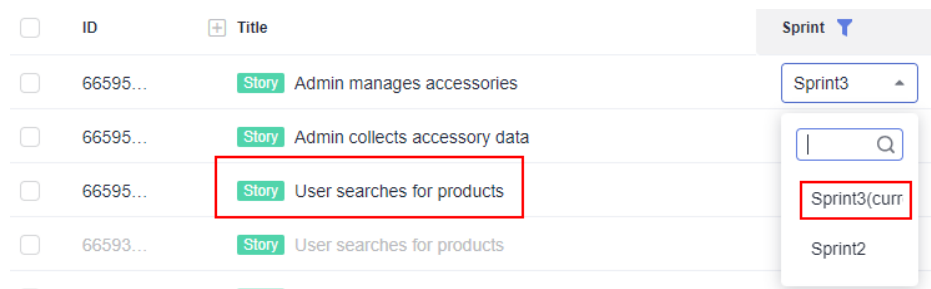 ID Title Sprint
66595... Story Admin manages accessories Sprint3
66595... Story Admin collects accessory data
66595... Story User searches for products Sprint3(curr
66593... Story User searches for products Sprint2